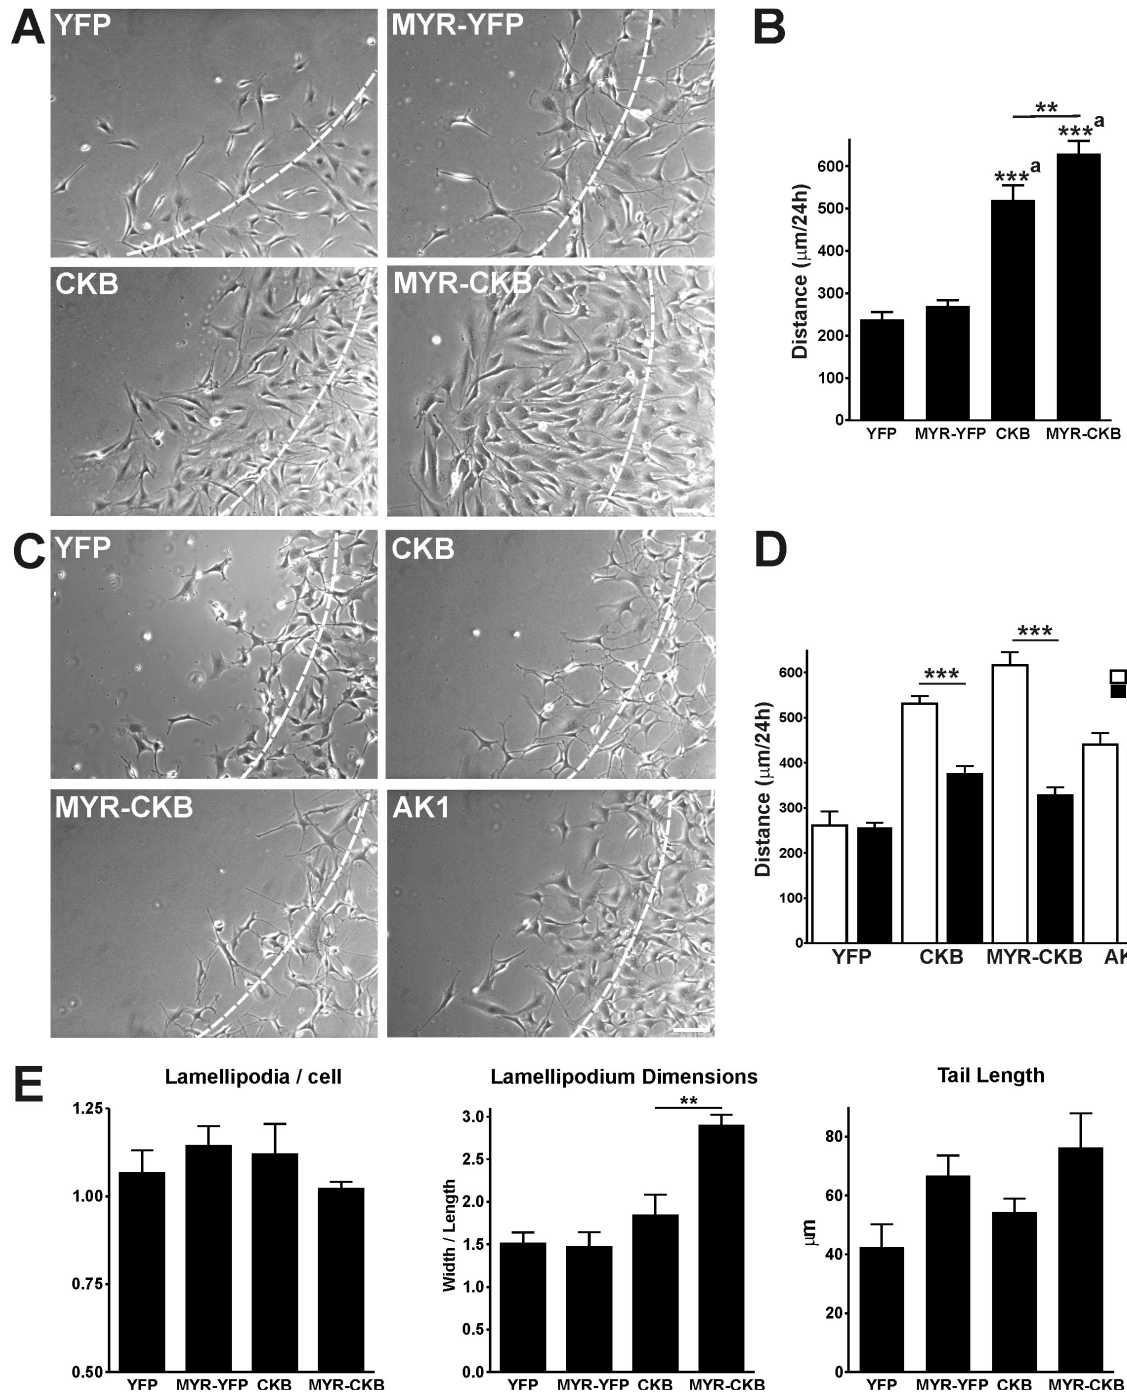 A
YFP
MYR-YFP
CKB
MYR-CKB
B
Distance (µm/24h)
600
500
400
300
200
100
0
***a
**
***a
YFP MYR-YFP CKB MYR-CKB
C
YFP
CKB
MYR-CKB
AK1
D
Distance (µm/24h)
600
500
400
300
200
100
0
***
***
YFP CKB MYR-CKB AK
E
Lamellipodia / cell
1.25
1.00
0.75
0.50
YFP MYR-YFP CKB MYR-CKB
Lamellipodium Dimensions
Width / Length
3.0
2.5
2.0
1.5
1.0
0.5
0.0
**
YFP MYR-YFP CKB MYR-CKB
Tail Length
µm
80
60
40
20
0
YFP MYR-YFP CKB MYR-CKB